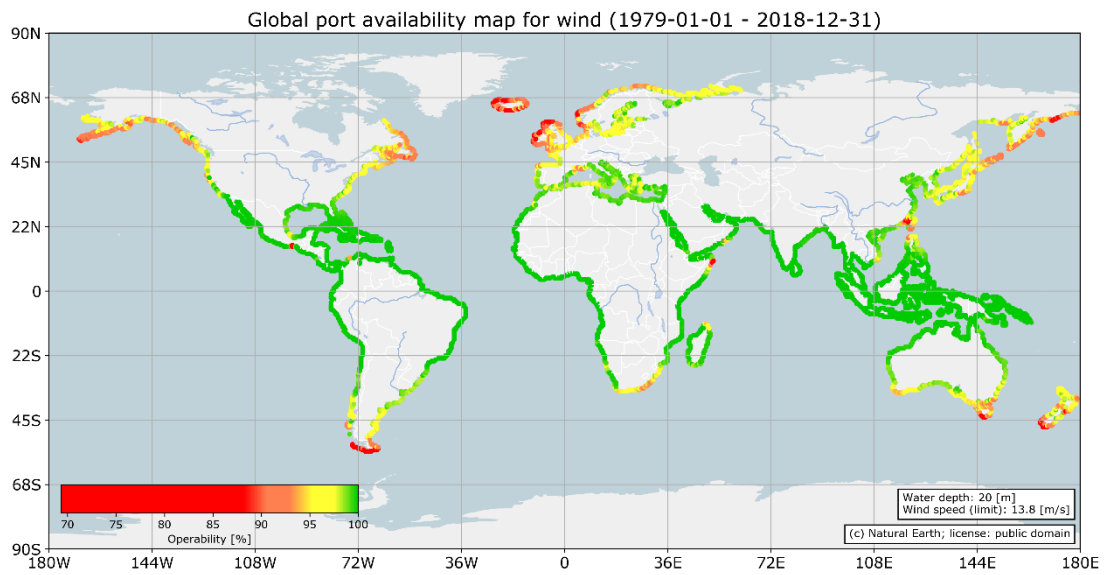 Global port availability map for wind (1979-01-01 - 2018-12-31)
90N
68N
45N
22N
0
22S
45S
68S
90S
70 75 80 85 90 95 100
Operability [%]
Water depth: 20 [m]
Wind speed (limit): 13.8 [m/s]
(c) Natural Earth; license: public domain
180W 144W 108W 72W 36W 0 36E 72E 108E 144E 180E